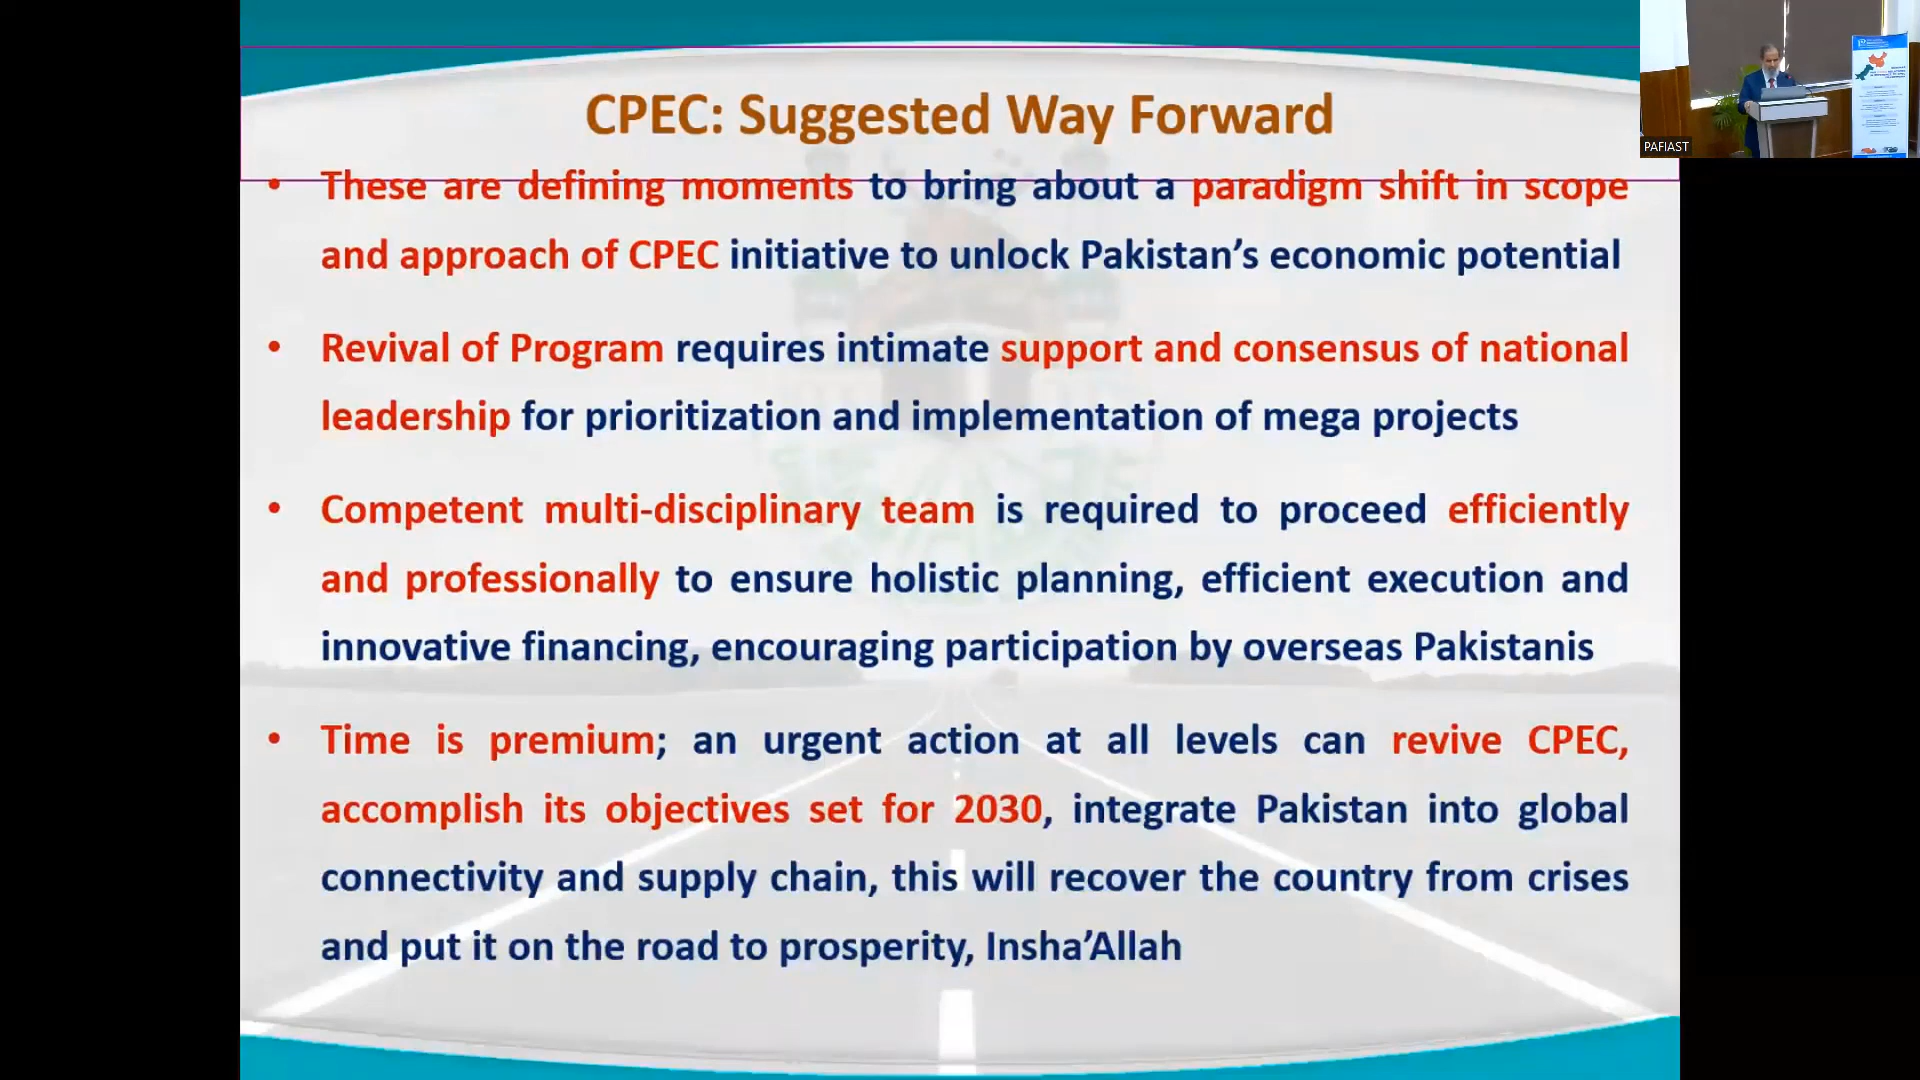 CPEC: Suggested Way Forward
• These are defining moments to bring about a paradigm shift in scope
and approach of CPEC initiative to unlock Pakistan’s economic potential
• Revival of Program requires intimate support and consensus of national
leadership for prioritization and implementation of mega projects
• Competent multi-disciplinary team is required to proceed efficiently
and professionally to ensure holistic planning, efficient execution and
innovative financing, encouraging participation by overseas Pakistanis
• Time is premium; an urgent action at all levels can revive CPEC,
accomplish its objectives set for 2030, integrate Pakistan into global
connectivity and supply chain, this will recover the country from crises
and put it on the road to prosperity, Insha’Allah
PAFIAST